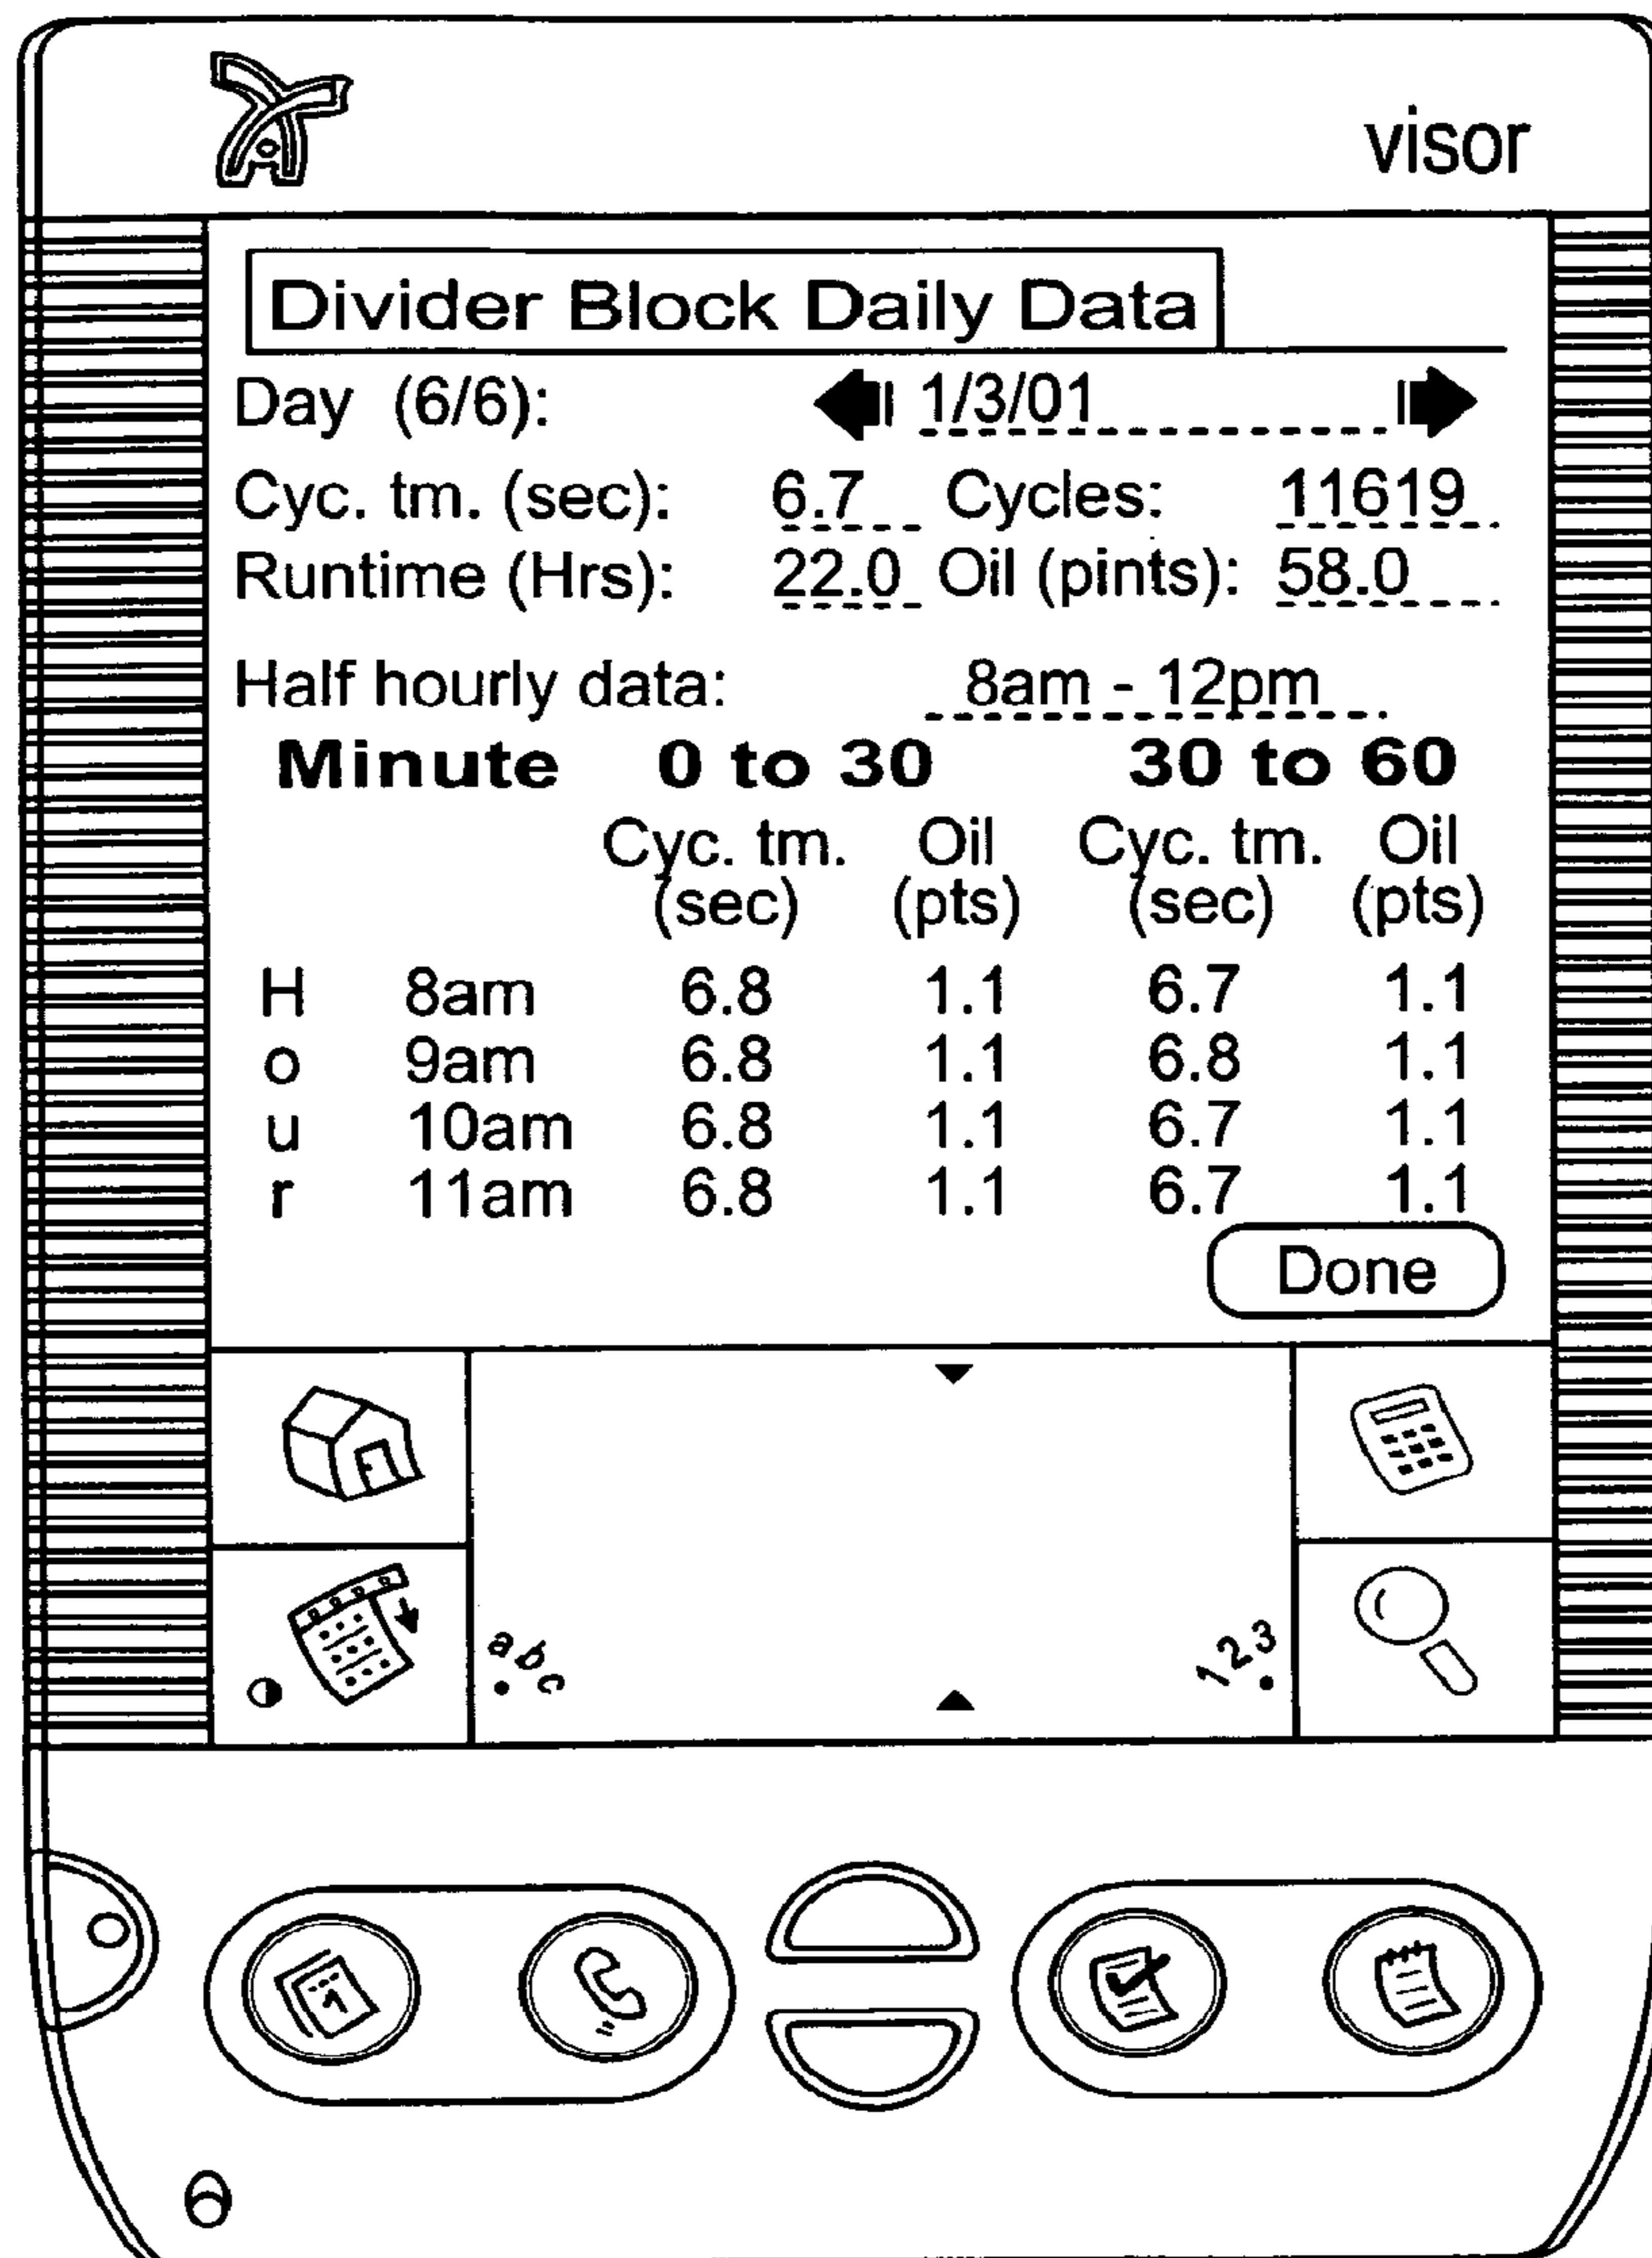 visor
Divider Block Daily Data
Day (6/6): 1/3/01
Cyc. tm. (sec): 6.7 Cycles: 11619
Runtime (Hrs): 22.0 Oil (pints): 58.0
Half hourly data: 8am - 12pm
Minute 0 to 30 30 to 60
Cyc. tm. Oil Cyc. tm. Oil
(sec) (pts) (sec) (pts)
H 8am 6.8 1.1 6.7 1.1
o 9am 6.8 1.1 6.8 1.1
u 10am 6.8 1.1 6.7 1.1
r 11am 6.8 1.1 6.7 1.1
Done
abc 123
1